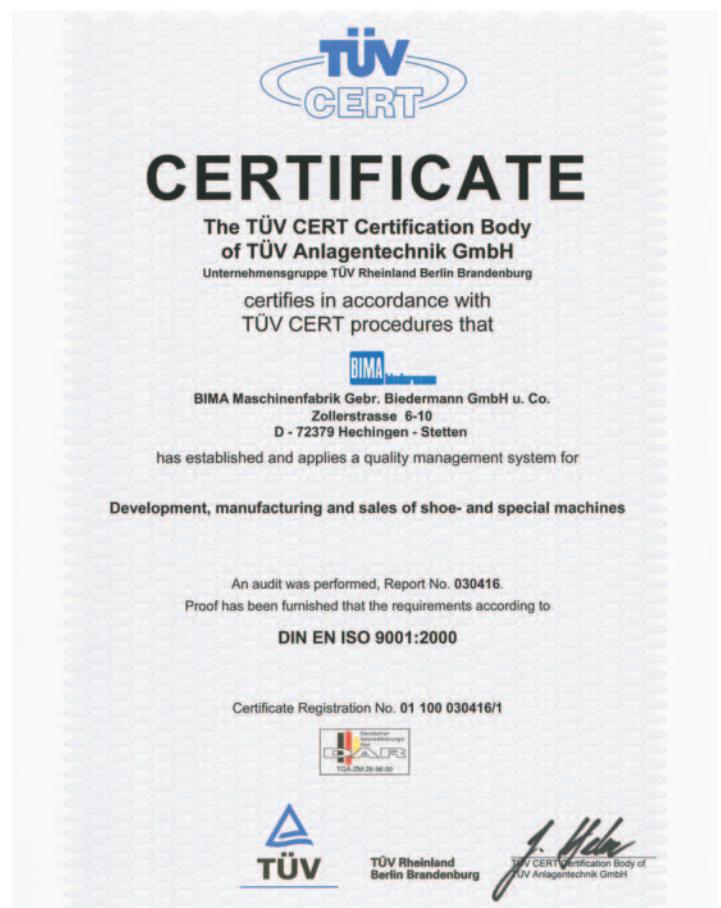 TÜV
CERT
CERTIFICATE
The TÜV CERT Certification Body
of TÜV Anlagentechnik GmbH
Unternehmensgruppe TÜV Rheinland Berlin Brandenburg
certifies in accordance with
TÜV CERT procedures that
BIMA
BIMA Maschinenfabrik Gebr. Biedermann GmbH u. Co.
Zollerstrasse 6-10
D - 72379 Hechingen - Stetten
has established and applies a quality management system for
Development, manufacturing and sales of shoe- and special machines
An audit was performed, Report No. 030416.
Proof has been furnished that the requirements according to
DIN EN ISO 9001:2000
Certificate Registration No. 01 100 030416/1
Deutscher
Akkreditierungs
Rat
DAR
TÜV
TÜV Rheinland
Berlin Brandenburg
TÜV CERT Certification Body of
TÜV Anlagentechnik GmbH